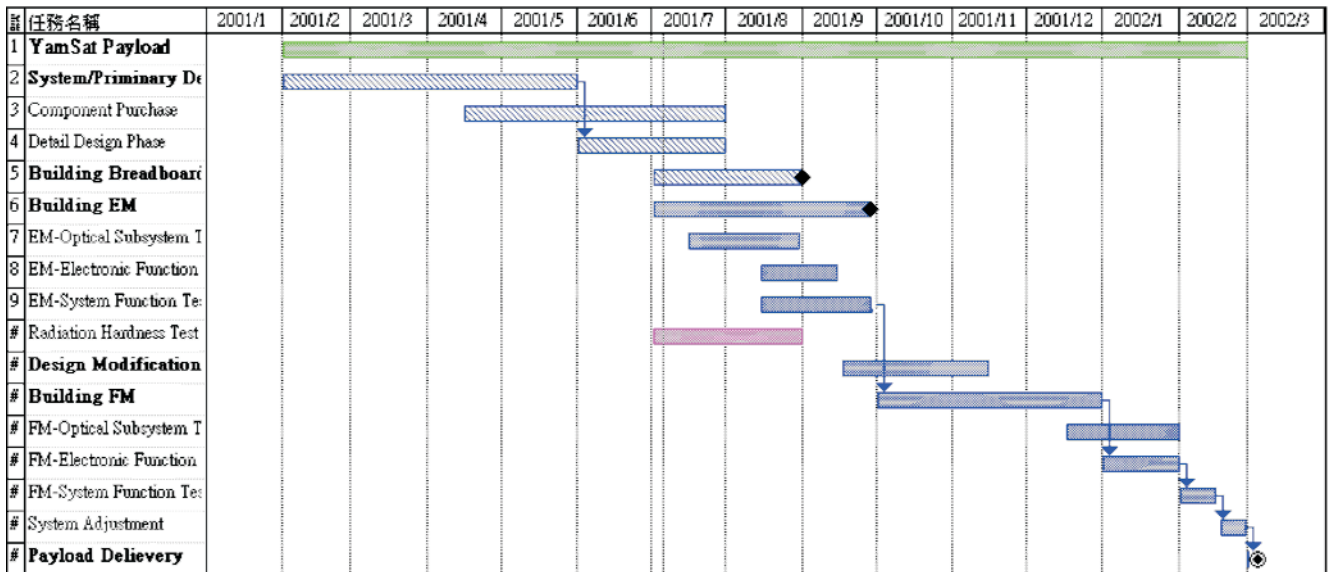 任務名稱 2001/1 2001/2 2001/3 2001/4 2001/5 2001/6 2001/7 2001/8 2001/9 2001/10 2001/11 2001/12 2002/1 2002/2 2002/3
1 YamSat Payload
2 System/Priminary De
3 Component Purchase
4 Detail Design Phase
5 Building Breadboard
6 Building EM
7 EM-Optical Subsystem T
8 EM-Electronic Function
9 EM-System Function Te
# Radiation Hardness Test
# Design Modification
# Building FM
# FM-Optical Subsystem T
# FM-Electronic Function
# FM-System Function Te
# System Adjustment
# Payload Delievery